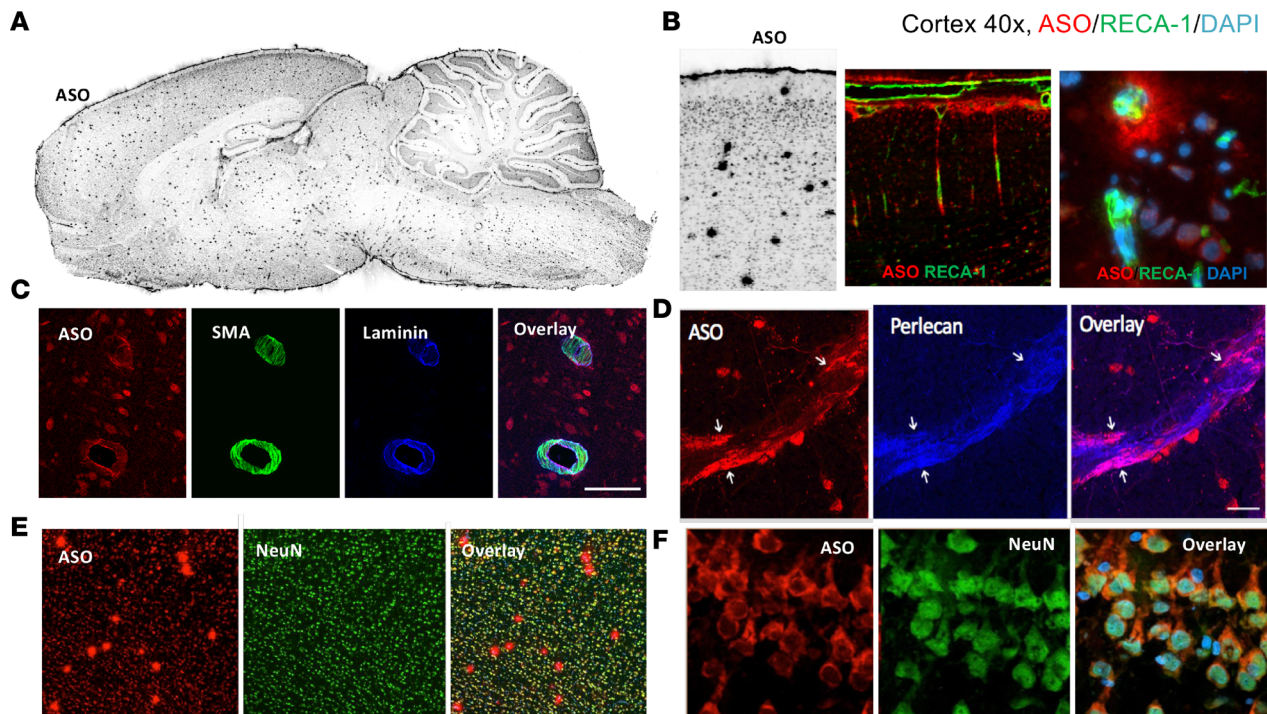 A
ASO
B
Cortex 40x, ASO/RECA-1/DAPI
ASO
ASO RECA-1
ASO/RECA-1 DAPI
C
ASO
SMA
Laminin
Overlay
D
ASO
Perlecan
Overlay
E
ASO
NeuN
Overlay
F
ASO
NeuN
Overlay